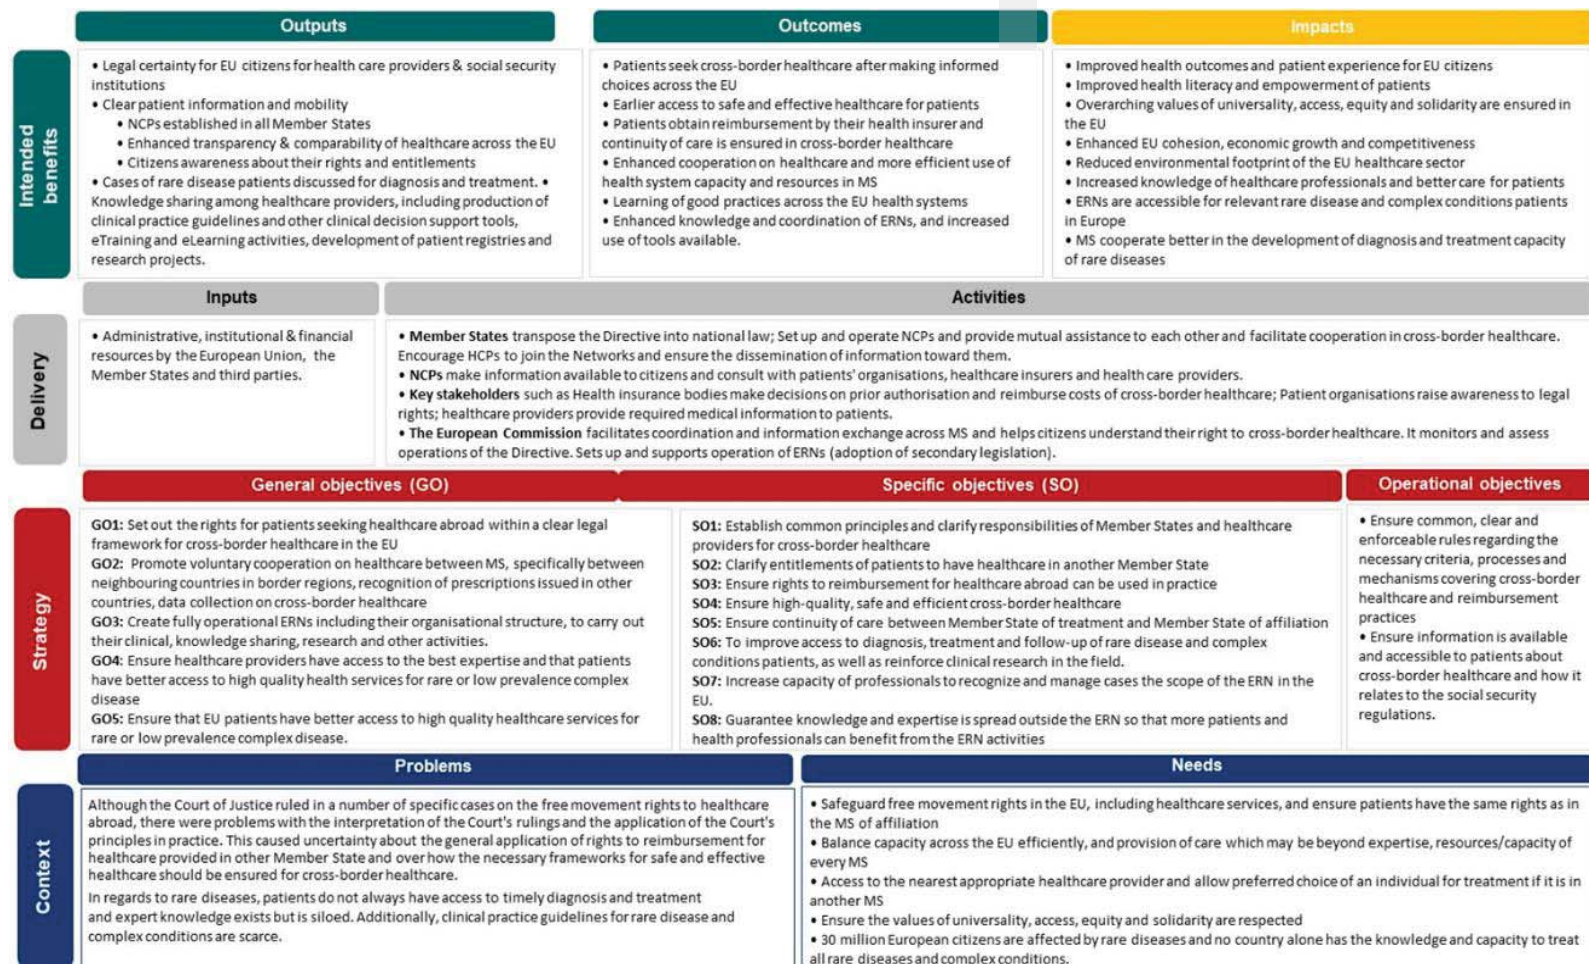 Outputs
Outcomes
Impacts
Intended
benefits
• Legal certainty for EU citizens for health care providers & social security
institutions
• Clear patient information and mobility
• NCPs established in all Member States
• Enhanced transparency & comparability of healthcare across the EU
• Citizens awareness about their rights and entitlements
• Cases of rare disease patients discussed for diagnosis and treatment. •
Knowledge sharing among healthcare providers, including production of
clinical practice guidelines and other clinical decision support tools,
eTraining and eLearning activities, development of patient registries and
research projects.
• Patients seek cross-border healthcare after making informed
choices across the EU
• Earlier access to safe and effective healthcare for patients
• Patients obtain reimbursement by their health insurer and
continuity of care is ensured in cross-border healthcare
• Enhanced cooperation on healthcare and more efficient use of
health system capacity and resources in MS
• Learning of good practices across the EU health systems
• Enhanced knowledge and coordination of ERNs, and increased
use of tools available.
• Improved health outcomes and patient experience for EU citizens
• Improved health literacy and empowerment of patients
• Overarching values of universality, access, equity and solidarity are ensured in
the EU
• Enhanced EU cohesion, economic growth and competitiveness
• Reduced environmental footprint of the EU healthcare sector
• Increased knowledge of healthcare professionals and better care for patients
• ERNs are accessible for relevant rare disease and complex conditions patients
in Europe
• MS cooperate better in the development of diagnosis and treatment capacity
of rare diseases
Inputs
Activities
Delivery
• Administrative, institutional & financial
resources by the European Union, the
Member States and third parties.
• Member States transpose the Directive into national law; Set up and operate NCPs and provide mutual assistance to each other and facilitate cooperation in cross-border healthcare.
Encourage HCPs to join the Networks and ensure the dissemination of information toward them.
• NCPs make information available to citizens and consult with patients' organisations, healthcare insurers and health care providers.
• Key stakeholders such as Health insurance bodies make decisions on prior authorisation and reimburse costs of cross-border healthcare; Patient organisations raise awareness to legal
rights; healthcare providers provide required medical information to patients.
• The European Commission facilitates coordination and information exchange across MS and helps citizens understand their right to cross-border healthcare. It monitors and assess
operations of the Directive. Sets up and supports operation of ERNs (adoption of secondary legislation).
General objectives (GO)
Specific objectives (SO)
Operational objectives
Strategy
GO1: Set out the rights for patients seeking healthcare abroad within a clear legal
framework for cross-border healthcare in the EU
GO2: Promote voluntary cooperation on healthcare between MS, specifically between
neighbouring countries in border regions, recognition of prescriptions issued in other
countries, data collection on cross-border healthcare
GO3: Create fully operational ERNs including their organisational structure, to carry out
their clinical, knowledge sharing, research and other activities.
GO4: Ensure healthcare providers have access to the best expertise and that patients
have better access to high quality health services for rare or low prevalence complex
disease
GO5: Ensure that EU patients have better access to high quality healthcare services for
rare or low prevalence complex disease.
SO1: Establish common principles and clarify responsibilities of Member States and healthcare
providers for cross-border healthcare
SO2: Clarify entitlements of patients to have healthcare in another Member State
SO3: Ensure rights to reimbursement for healthcare abroad can be used in practice
SO4: Ensure high-quality, safe and efficient cross-border healthcare
SO5: Ensure continuity of care between Member State of treatment and Member State of affiliation
SO6: To improve access to diagnosis, treatment and follow-up of rare disease and complex
conditions patients, as well as reinforce clinical research in the field.
SO7: Increase capacity of professionals to recognize and manage cases the scope of the ERN in the
EU.
SO8: Guarantee knowledge and expertise is spread outside the ERN so that more patients and
health professionals can benefit from the ERN activities
• Ensure common, clear and
enforceable rules regarding the
necessary criteria, processes and
mechanisms covering cross-border
healthcare and reimbursement
practices
• Ensure information is available
and accessible to patients about
cross-border healthcare and how it
relates to the social security
regulations.
Problems
Needs
Context
Although the Court of Justice ruled in a number of specific cases on the free movement rights to healthcare
abroad, there were problems with the interpretation of the Court's rulings and the application of the Court's
principles in practice. This caused uncertainty about the general application of rights to reimbursement for
healthcare provided in other Member State and over how the necessary frameworks for safe and effective
healthcare should be ensured for cross-border healthcare.
In regards to rare diseases, patients do not always have access to timely diagnosis and treatment
and expert knowledge exists but is siloed. Additionally, clinical practice guidelines for rare disease and
complex conditions are scarce.
• Safeguard free movement rights in the EU, including healthcare services, and ensure patients have the same rights as in
the MS of affiliation
• Balance capacity across the EU efficiently, and provision of care which may be beyond expertise, resources/capacity of
every MS
• Access to the nearest appropriate healthcare provider and allow preferred choice of an individual for treatment if it is in
another MS
• Ensure the values of universality, access, equity and solidarity are respected
• 30 million European citizens are affected by rare diseases and no country alone has the knowledge and capacity to treat
all rare diseases and complex conditions.